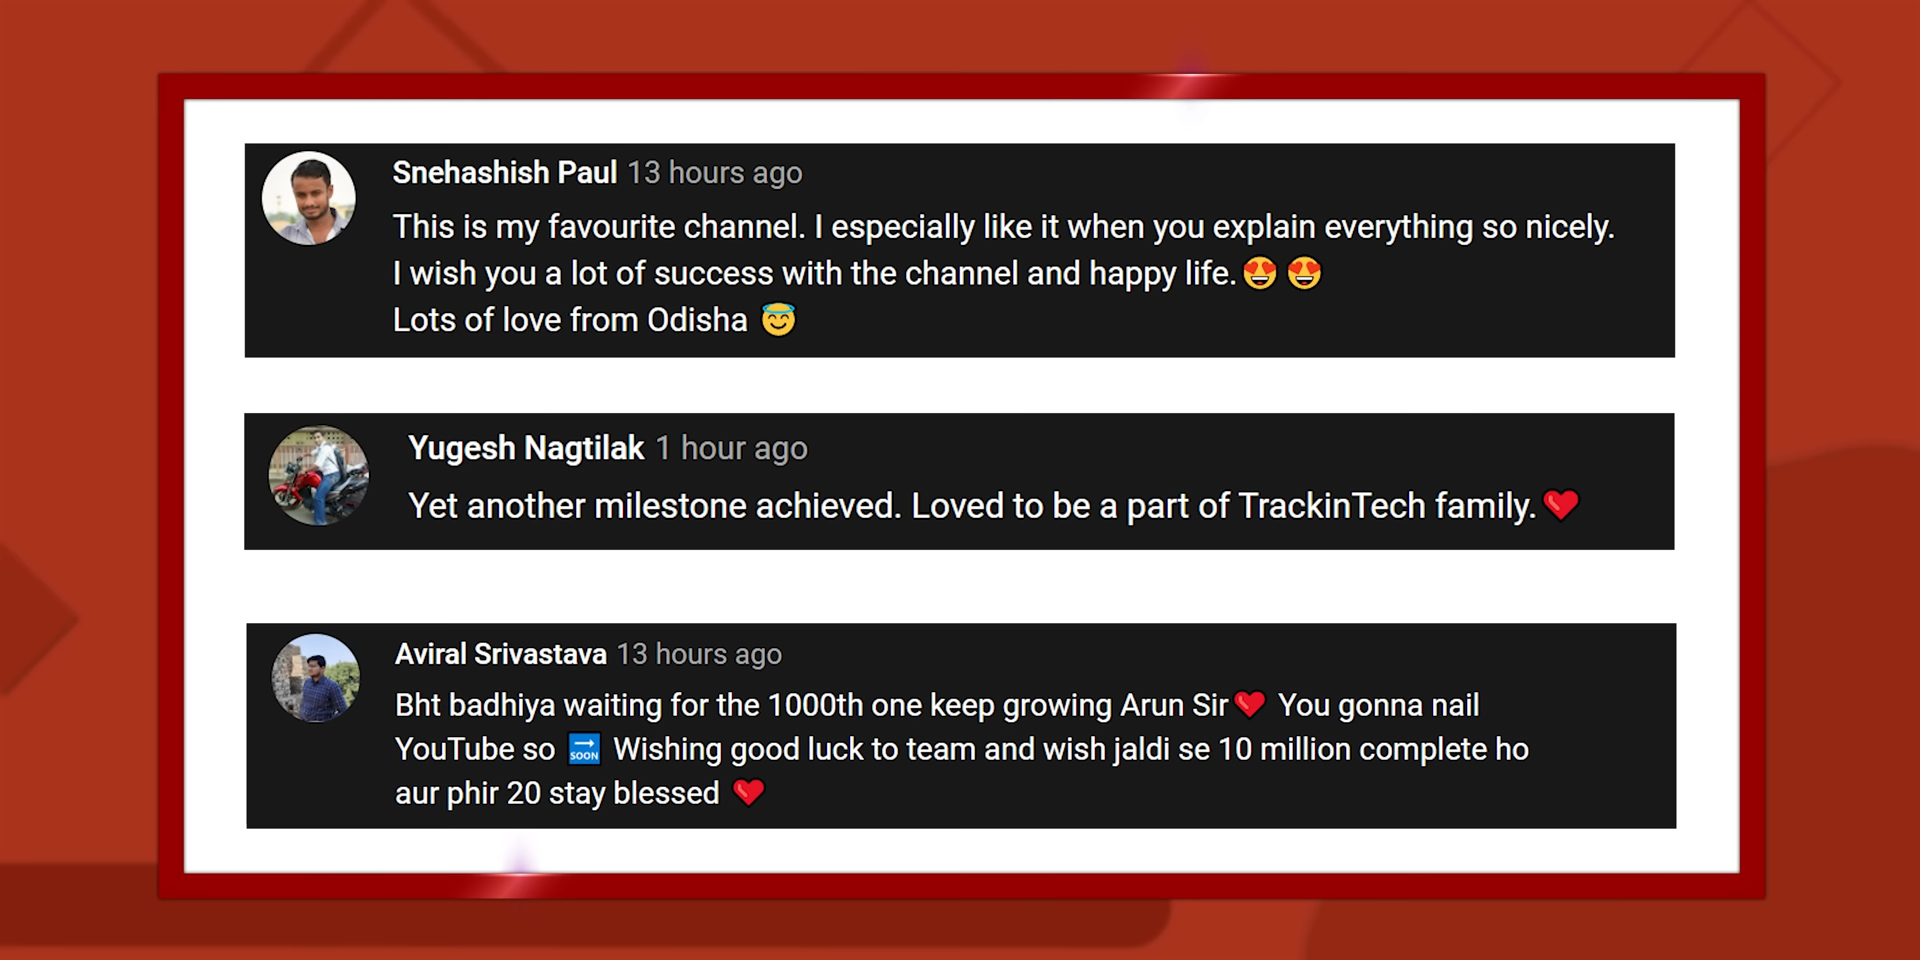 Snehashish Paul 13 hours ago
This is my favourite channel. I especially like it when you explain everything so nicely.
I wish you a lot of success with the channel and happy life.😍 😍
Lots of love from Odisha 😇
Yugesh Nagtilak 1 hour ago
Yet another milestone achieved. Loved to be a part of TrackinTech family.❤️
Aviral Srivastava 13 hours ago
Bht badhiya waiting for the 1000th one keep growing Arun Sir❤️ You gonna nail
YouTube so 🔜 Wishing good luck to team and wish jaldi se 10 million complete ho
aur phir 20 stay blessed ❤️